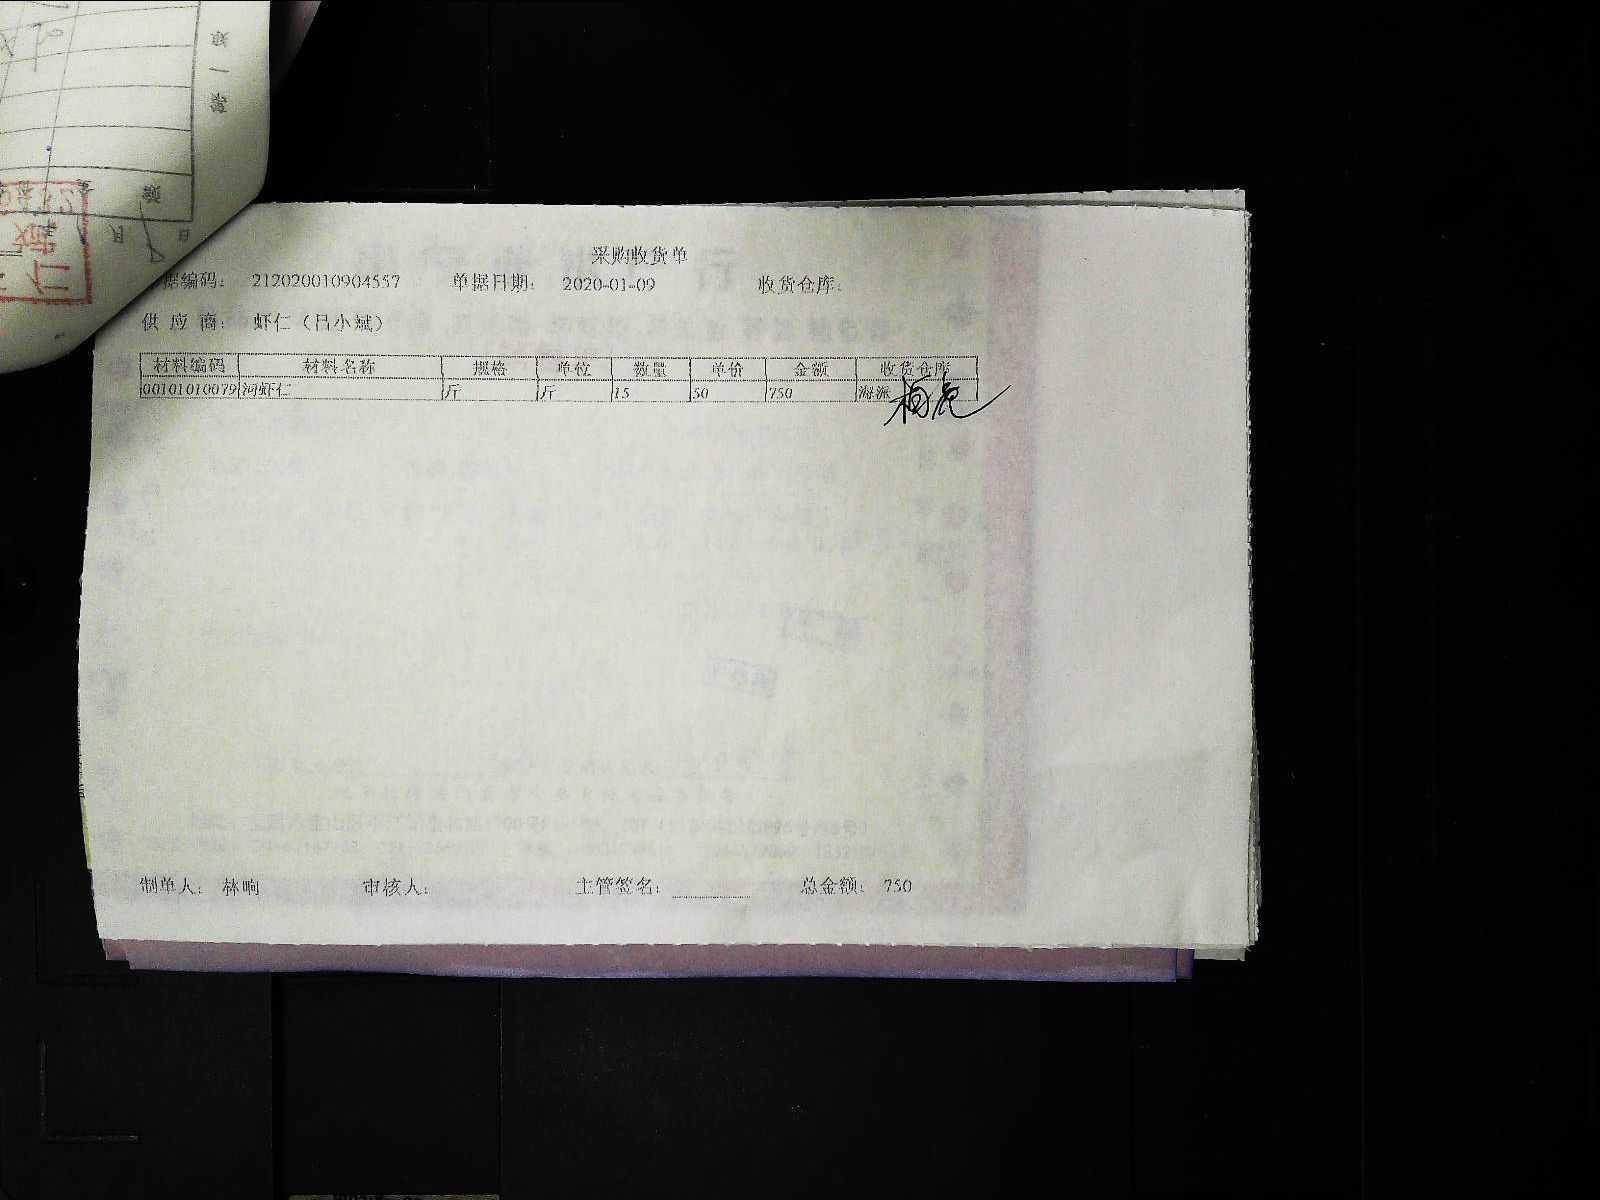 采购收货单
据编码： 212020010904557 单据日期： 2020-01-09 收货仓库：
供 应 商： 虾仁（吕小斌）
材料编码 材料名称 规格 单位 数量 单价 金额 收货仓库
00101010079 河虾仁 斤 斤 15 50 750 海派
制单人： 林响 审核人： 主管签名： 总金额： 750